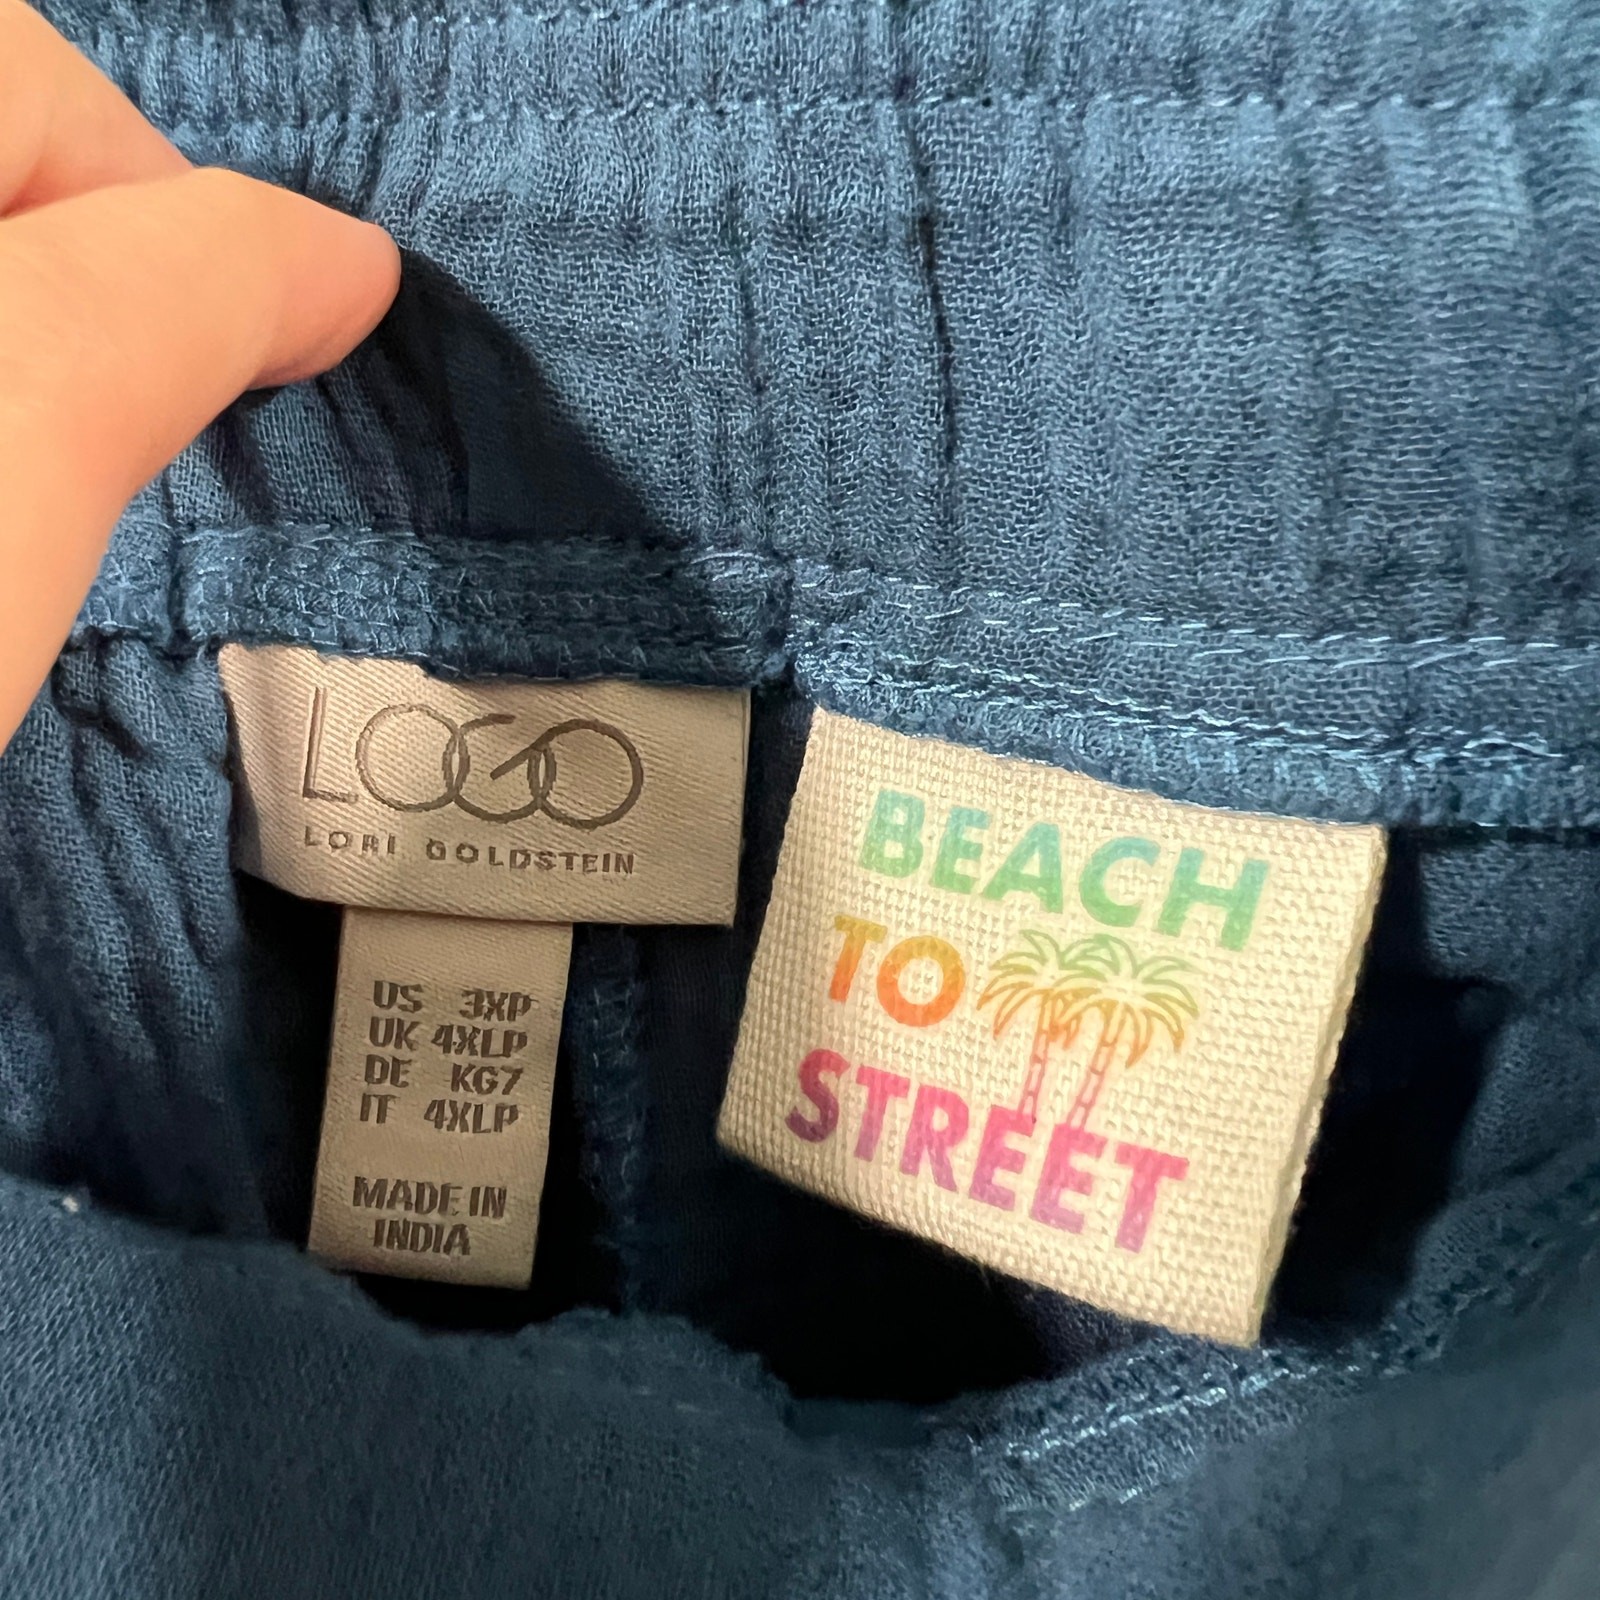 LOGO
LORI GOLDSTEIN
US 3XP
UK 4XLP
DE KG7
IT 4XLP
MADE IN
INDIA
BEACH
TO
STREET